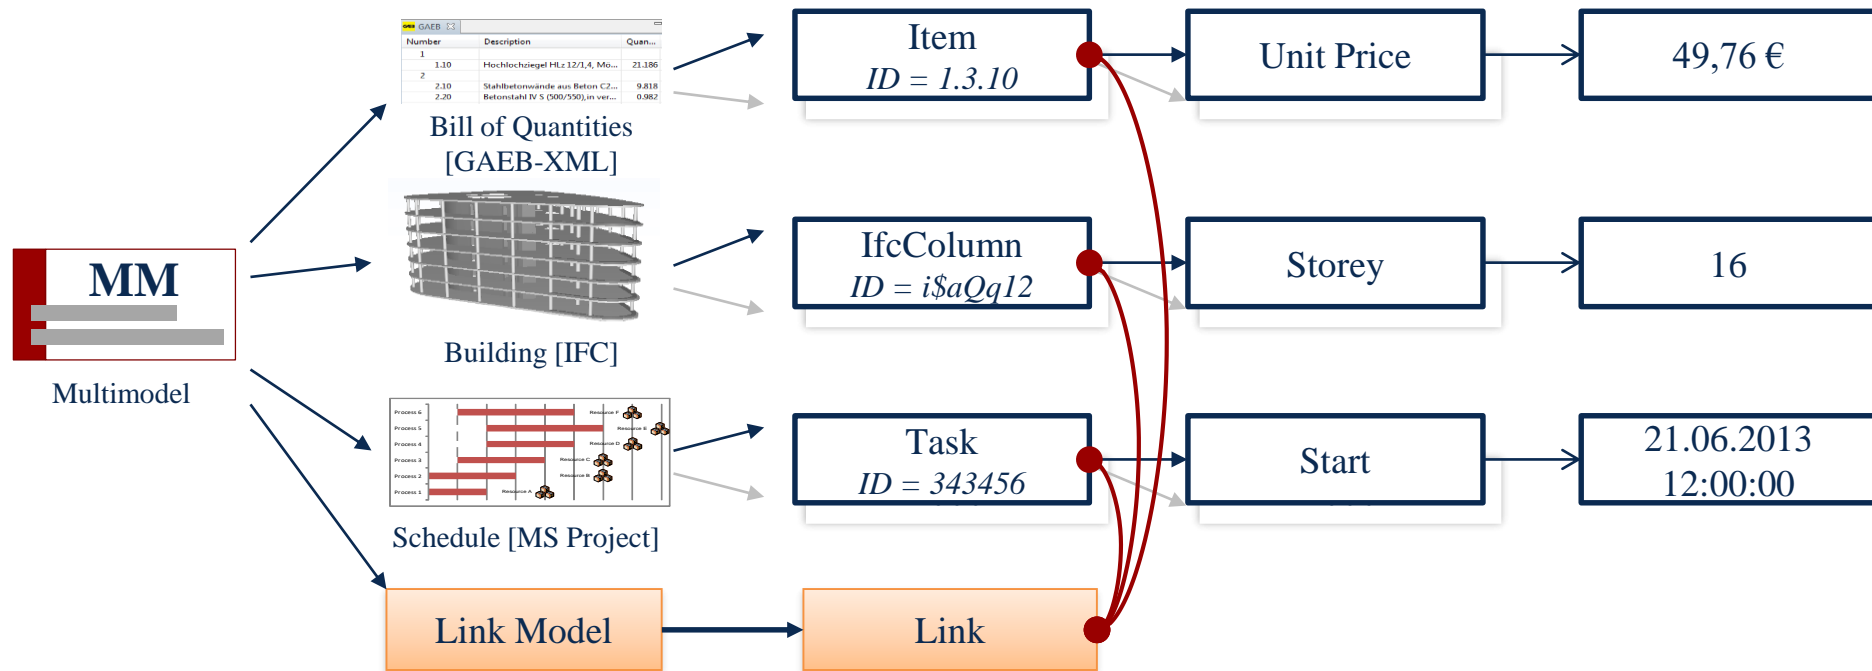 GAEB GAEB
Number Description Quan...
1
1.10 Hochlochziegel HLz 12/1,4, Mö... 21.186
2
2.10 Stahlbetonwände aus Beton C2... 9.818
2.20 Betonstahl IV S (500/550),in ver... 0.982
Bill of Quantities
[GAEB-XML]
Item
ID = 1.3.10
Unit Price
49,76 €
MM
Multimodel
Building [IFC]
IfcColumn
ID = i$aQq12
Storey
16
Process 6
Process 5
Process 4
Process 3
Process 2
Process 1
Resource F
Resource E
Resource D
Resource C
Resource B
Resource A
Schedule [MS Project]
Task
ID = 343456
Start
21.06.2013
12:00:00
Link Model
Link